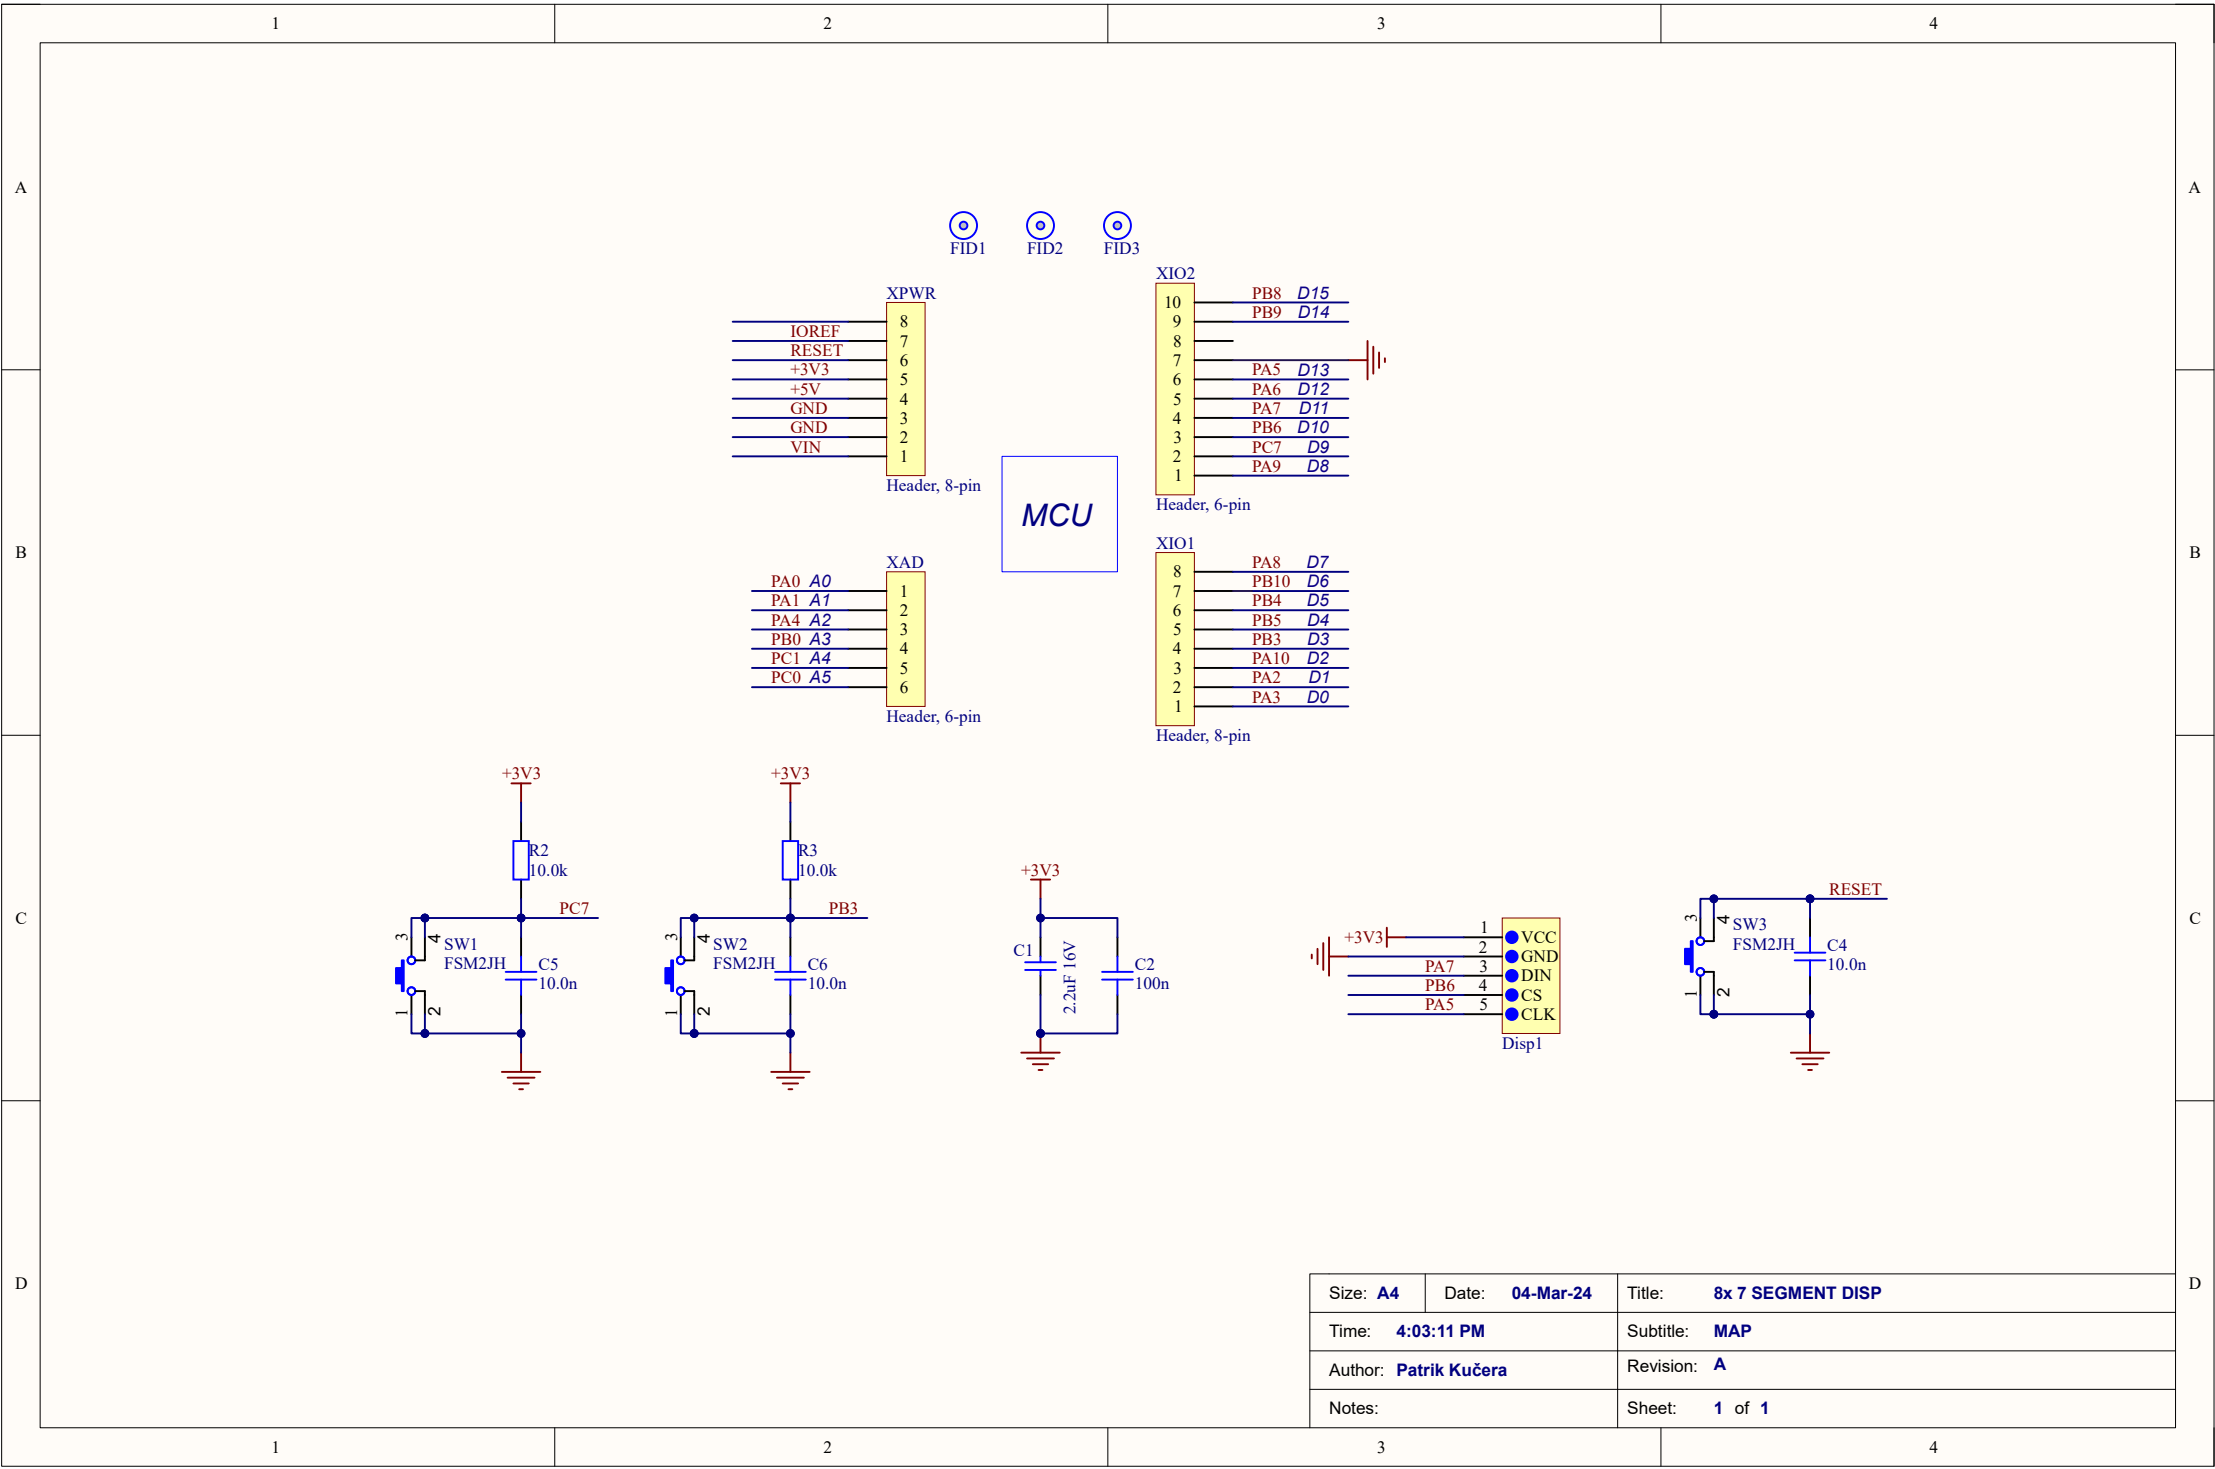 1 2 3 4
A A
FID1 FID2 FID3
XPWR
8
IOREF 7
RESET 6
+3V3 5
+5V 4
GND 3
GND 2
VIN 1
Header, 8-pin
XIO2
10 PB8 D15
9 PB9 D14
8
7
6 PA5 D13
5 PA6 D12
4 PA7 D11
3 PB6 D10
2 PC7 D9
1 PA9 D8
Header, 6-pin
MCU
B B
XAD
PA0 A0 1
PA1 A1 2
PA4 A2 3
PB0 A3 4
PC1 A4 5
PC0 A5 6
Header, 6-pin
XIO1
8 PA8 D7
7 PB10 D6
6 PB4 D5
5 PB5 D4
4 PB3 D3
3 PA10 D2
2 PA2 D1
1 PA3 D0
Header, 8-pin
C C
+3V3
R2
10.0k
PC7
3 4
SW1
FSM2JH
C5
10.0n
1 2
+3V3
R3
10.0k
PB3
3 4
SW2
FSM2JH
C6
10.0n
1 2
+3V3
C1
2.2uF 16V
C2
100n
+3V3 1 VCC
2 GND
PA7 3 DIN
PB6 4 CS
PA5 5 CLK
Disp1
RESET
3 4
SW3
FSM2JH
C4
10.0n
1 2
D D
Size: A4 Date: 04-Mar-24 Title: 8x 7 SEGMENT DISP
Time: 4:03:11 PM Subtitle: MAP
Author: Patrik Kučera Revision: A
Notes: Sheet: 1 of 1
1 2 3 4